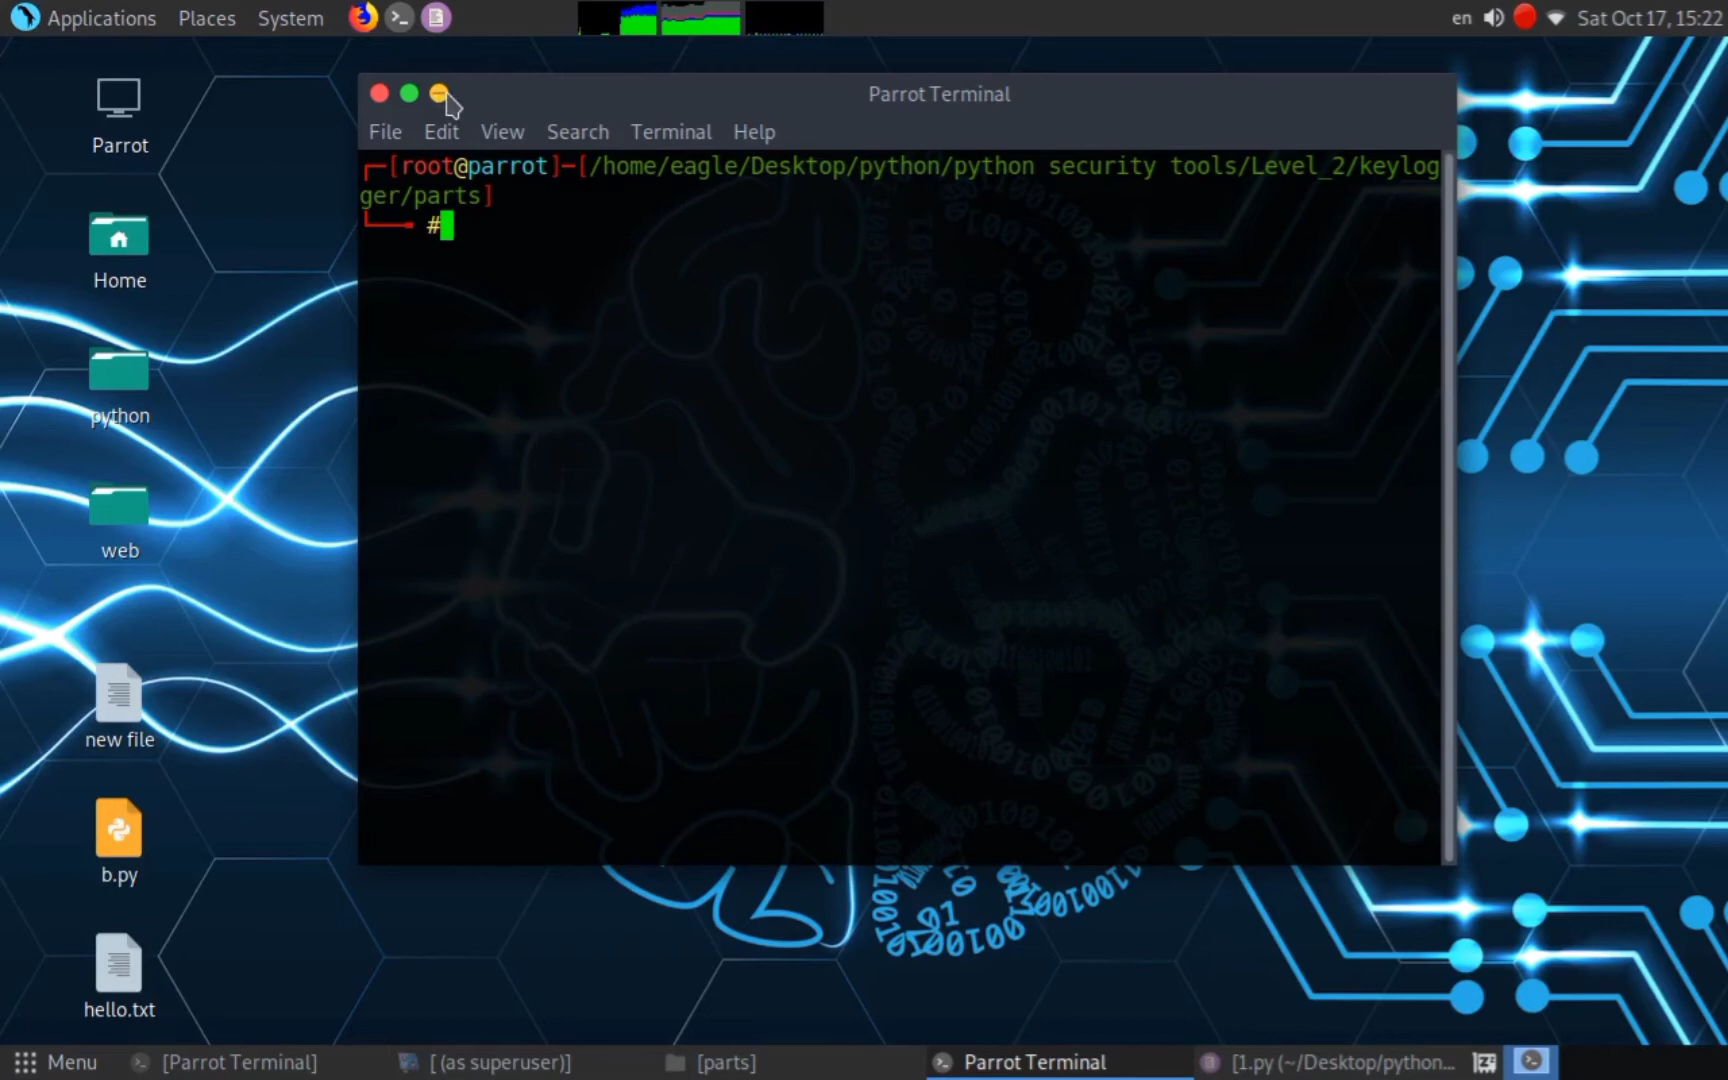 Applications Places System en Sat Oct 17, 15:22
Parrot
Home
python
web
new file
b.py
hello.txt
Parrot Terminal
File Edit View Search Terminal Help
┌─[root@parrot]─[/home/eagle/Desktop/python/python security tools/Level_2/keylog
ger/parts]
└──╼ #
Menu [Parrot Terminal] [ (as superuser)] [parts] Parrot Terminal [1.py (~/Desktop/python...